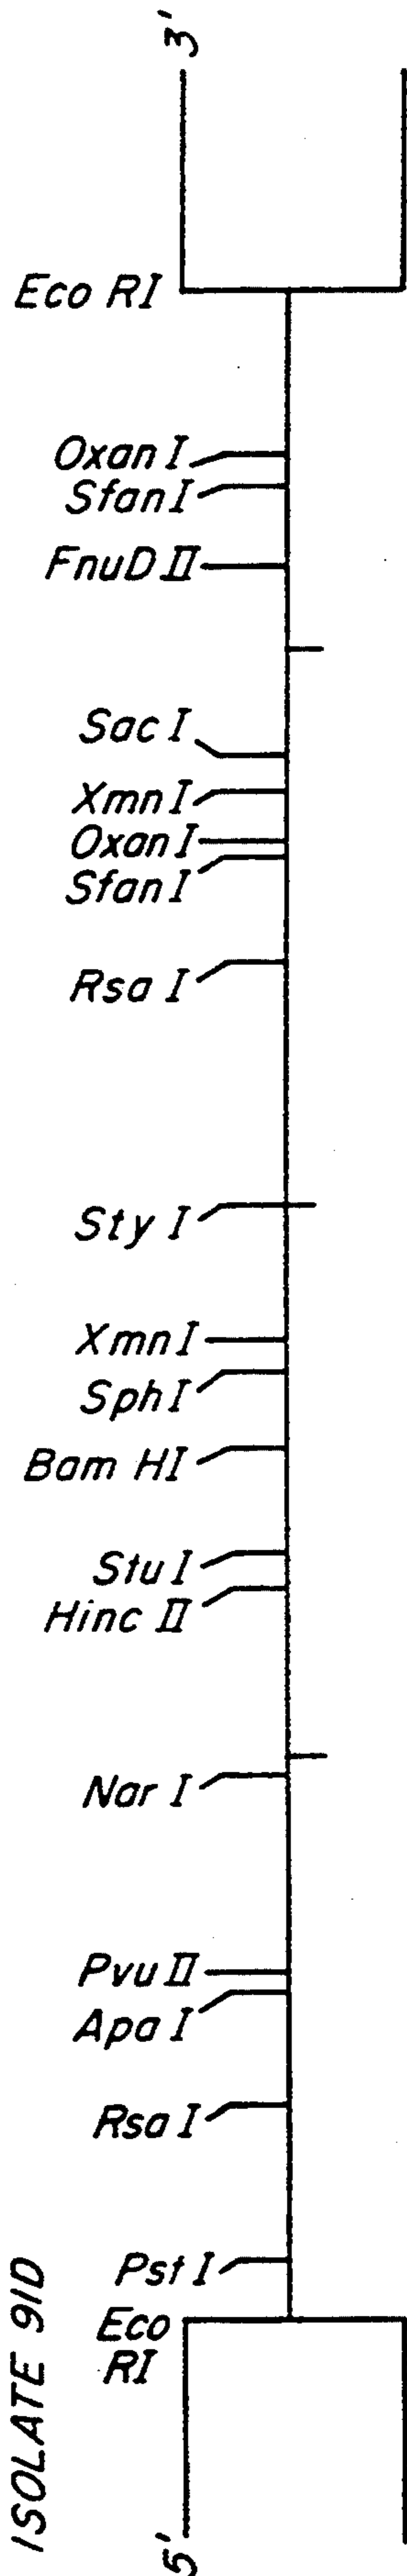 3'
Eco RI
Oxan I
Sfan I
FnuD II
Sac I
Xmn I
Oxan I
Sfan I
Rsa I
Sty I
Xmn I
Sph I
Bam HI
Stu I
Hinc II
Nar I
Pvu II
Apa I
Rsa I
Pst I
Eco
RI
5'
ISOLATE 91D